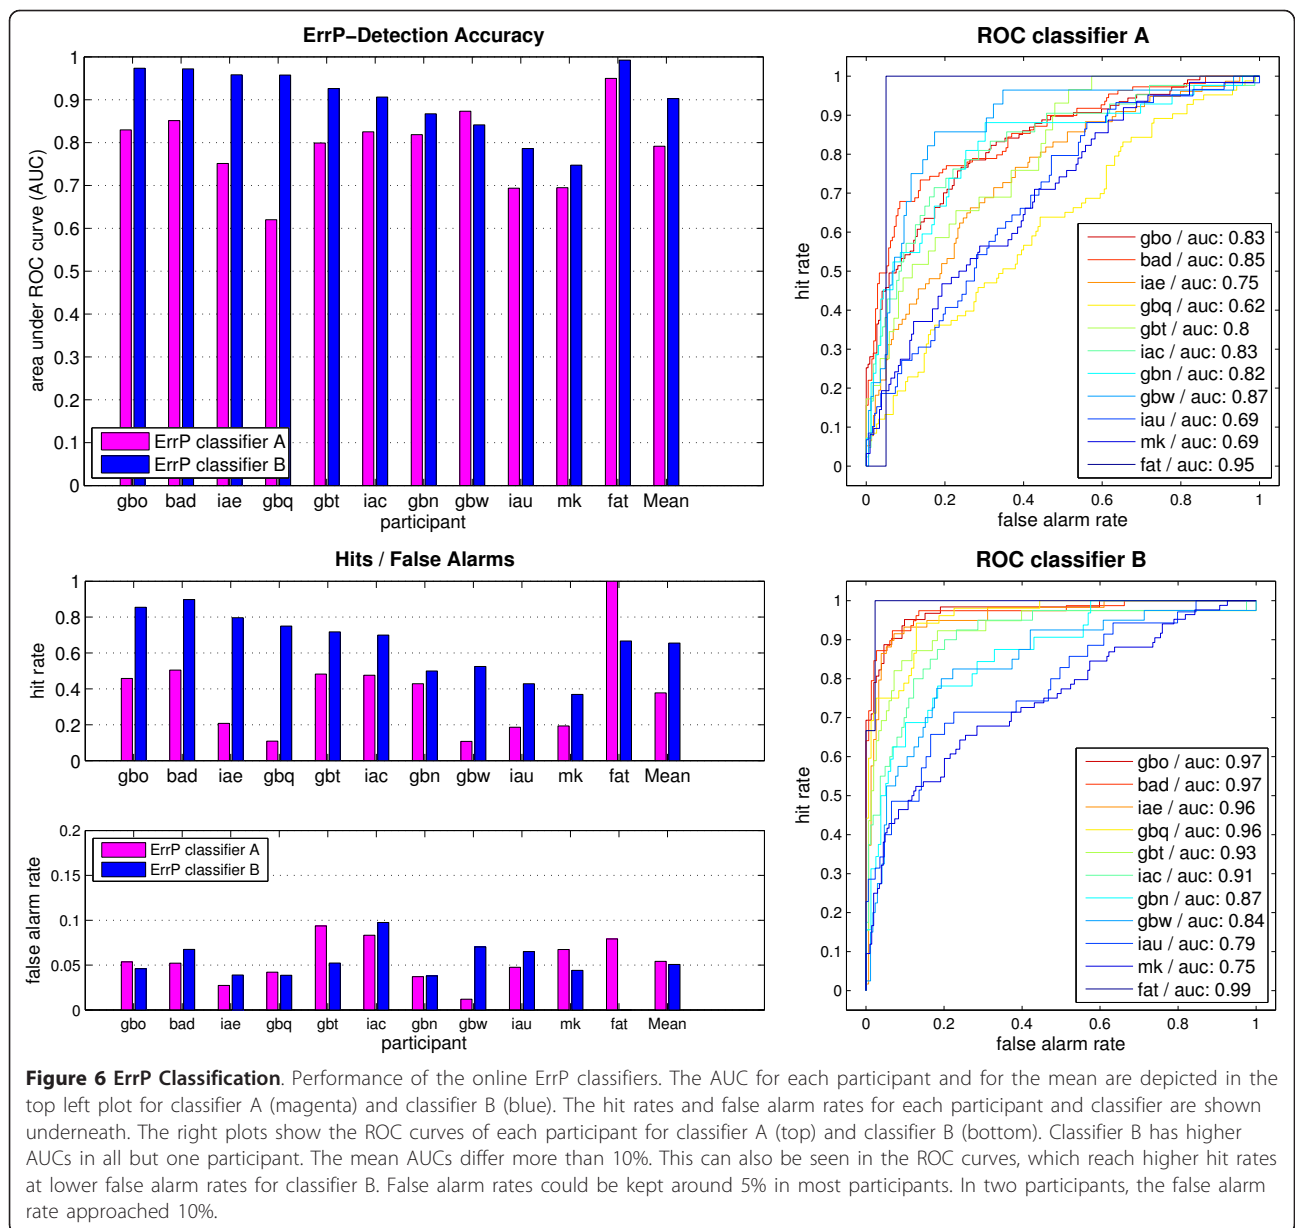 ErrP-Detection Accuracy
1
0.9
0.8
0.7
0.6
0.5
0.4
0.3
0.2
0.1
0
area under ROC curve (AUC)
ErrP classifier A
ErrP classifier B
gbo bad iae gbq gbt iac gbn gbw iau mk fat Mean
participant
ROC classifier A
1
0.9
0.8
0.7
0.6
0.5
0.4
0.3
0.2
0.1
0
hit rate
gbo / auc: 0.83
bad / auc: 0.85
iae / auc: 0.75
gbq / auc: 0.62
gbt / auc: 0.8
iac / auc: 0.83
gbn / auc: 0.82
gbw / auc: 0.87
iau / auc: 0.69
mk / auc: 0.69
fat / auc: 0.95
0 0.2 0.4 0.6 0.8 1
false alarm rate
Hits / False Alarms
1
0.8
0.6
0.4
0.2
0
hit rate
gbo bad iae gbq gbt iac gbn gbw iau mk fat Mean
0.2
0.15
0.1
0.05
0
false alarm rate
ErrP classifier A
ErrP classifier B
gbo bad iae gbq gbt iac gbn gbw iau mk fat Mean
participant
ROC classifier B
1
0.9
0.8
0.7
0.6
0.5
0.4
0.3
0.2
0.1
0
hit rate
gbo / auc: 0.97
bad / auc: 0.97
iae / auc: 0.96
gbq / auc: 0.96
gbt / auc: 0.93
iac / auc: 0.91
gbn / auc: 0.87
gbw / auc: 0.84
iau / auc: 0.79
mk / auc: 0.75
fat / auc: 0.99
0 0.2 0.4 0.6 0.8 1
false alarm rate
Figure 6 ErrP Classification. Performance of the online ErrP classifiers. The AUC for each participant and for the mean are depicted in the
top left plot for classifier A (magenta) and classifier B (blue). The hit rates and false alarm rates for each participant and classifier are shown
underneath. The right plots show the ROC curves of each participant for classifier A (top) and classifier B (bottom). Classifier B has higher
AUCs in all but one participant. The mean AUCs differ more than 10%. This can also be seen in the ROC curves, which reach higher hit rates
at lower false alarm rates for classifier B. False alarm rates could be kept around 5% in most participants. In two participants, the false alarm
rate approached 10%.